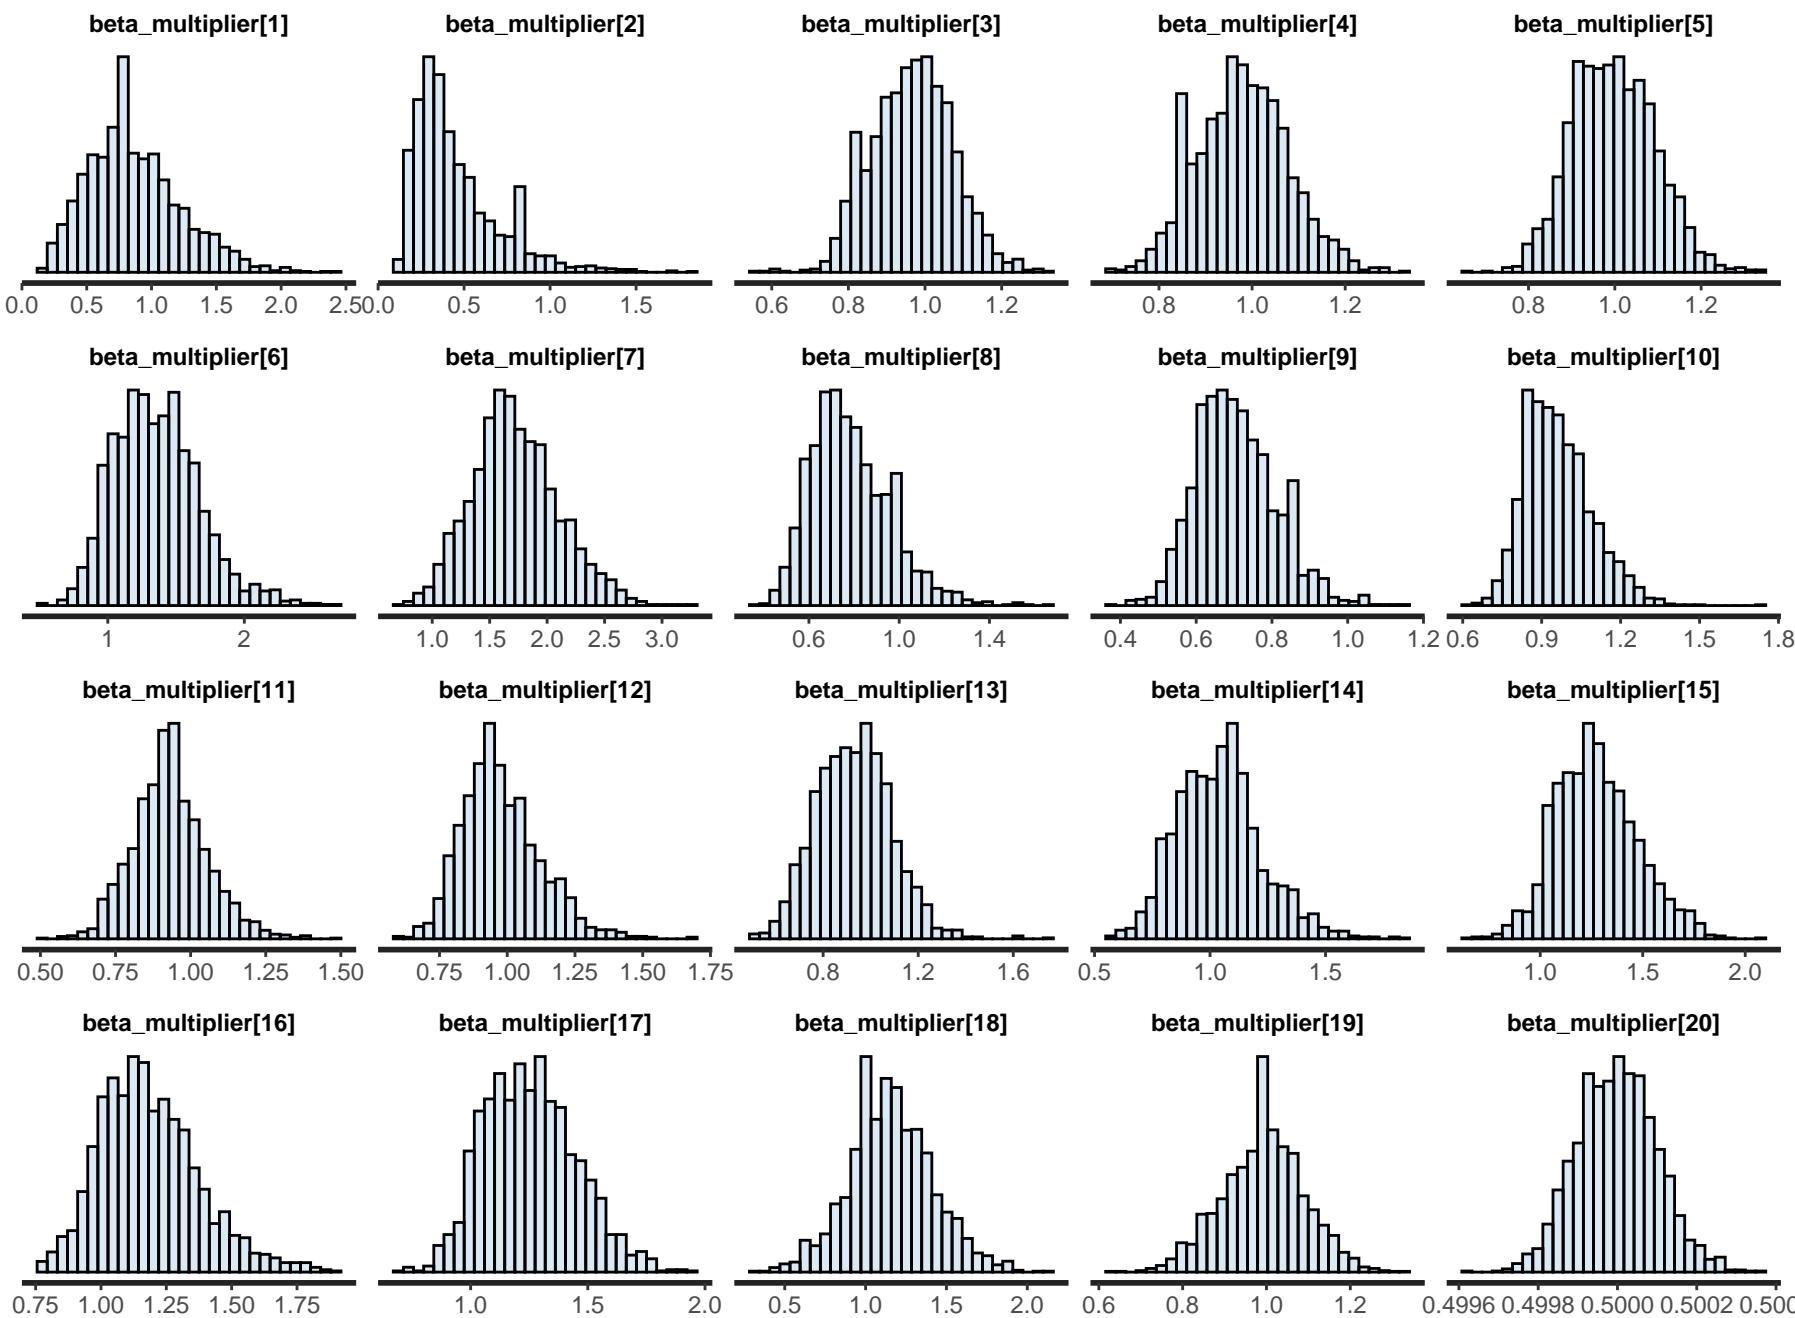 beta_multiplier[1] beta_multiplier[2] beta_multiplier[3] beta_multiplier[4] beta_multiplier[5]
0.0 0.5 1.0 1.5 2.0 2.5 0.0 0.5 1.0 1.5 0.6 0.8 1.0 1.2 0.8 1.0 1.2 0.8 1.0 1.2
beta_multiplier[6] beta_multiplier[7] beta_multiplier[8] beta_multiplier[9] beta_multiplier[10]
1 2 1.0 1.5 2.0 2.5 3.0 0.6 1.0 1.4 0.4 0.6 0.8 1.0 1.2 0.6 0.9 1.2 1.5 1.8
beta_multiplier[11] beta_multiplier[12] beta_multiplier[13] beta_multiplier[14] beta_multiplier[15]
0.50 0.75 1.00 1.25 1.50 0.75 1.00 1.25 1.50 1.75 0.8 1.2 1.6 0.5 1.0 1.5 1.0 1.5 2.0
beta_multiplier[16] beta_multiplier[17] beta_multiplier[18] beta_multiplier[19] beta_multiplier[20]
0.75 1.00 1.25 1.50 1.75 1.0 1.5 2.0 0.5 1.0 1.5 2.0 0.6 0.8 1.0 1.2 0.4996 0.4998 0.5000 0.5002